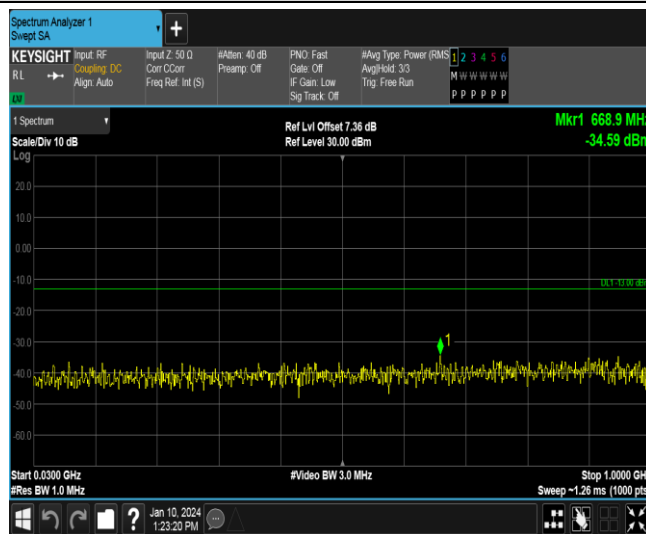 Spectrum Analyzer 1
Swept SA
+
KEYSIGHT
RL
Input: RF
Coupling: DC
Align: Auto
Input Z: 50 Ω
Corr CCorr
Freq Ref: Int (S)
#Atten: 40 dB
Preamp: Off
PNO: Fast
Gate: Off
IF Gain: Low
Sig Track: Off
#Avg Type: Power (RMS
Avg|Hold: 3/3
Trig: Free Run
1 2 3 4 5 6
M W W W W W
P P P P P P
1 Spectrum
Scale/Div 10 dB
Log
Ref Lvl Offset 7.36 dB
Ref Level 30.00 dBm
Mkr1 668.9 MHz
-34.59 dBm
20.0
10.0
0.00
-10.0
DL1 -13.00 dBm
-20.0
-30.0
1
-40.0
-50.0
-60.0
Start 0.0300 GHz
#Res BW 1.0 MHz
#Video BW 3.0 MHz
Stop 1.0000 GH
Sweep ~1.26 ms (1000 pts
?
Jan 10, 2024
1:23:20 PM